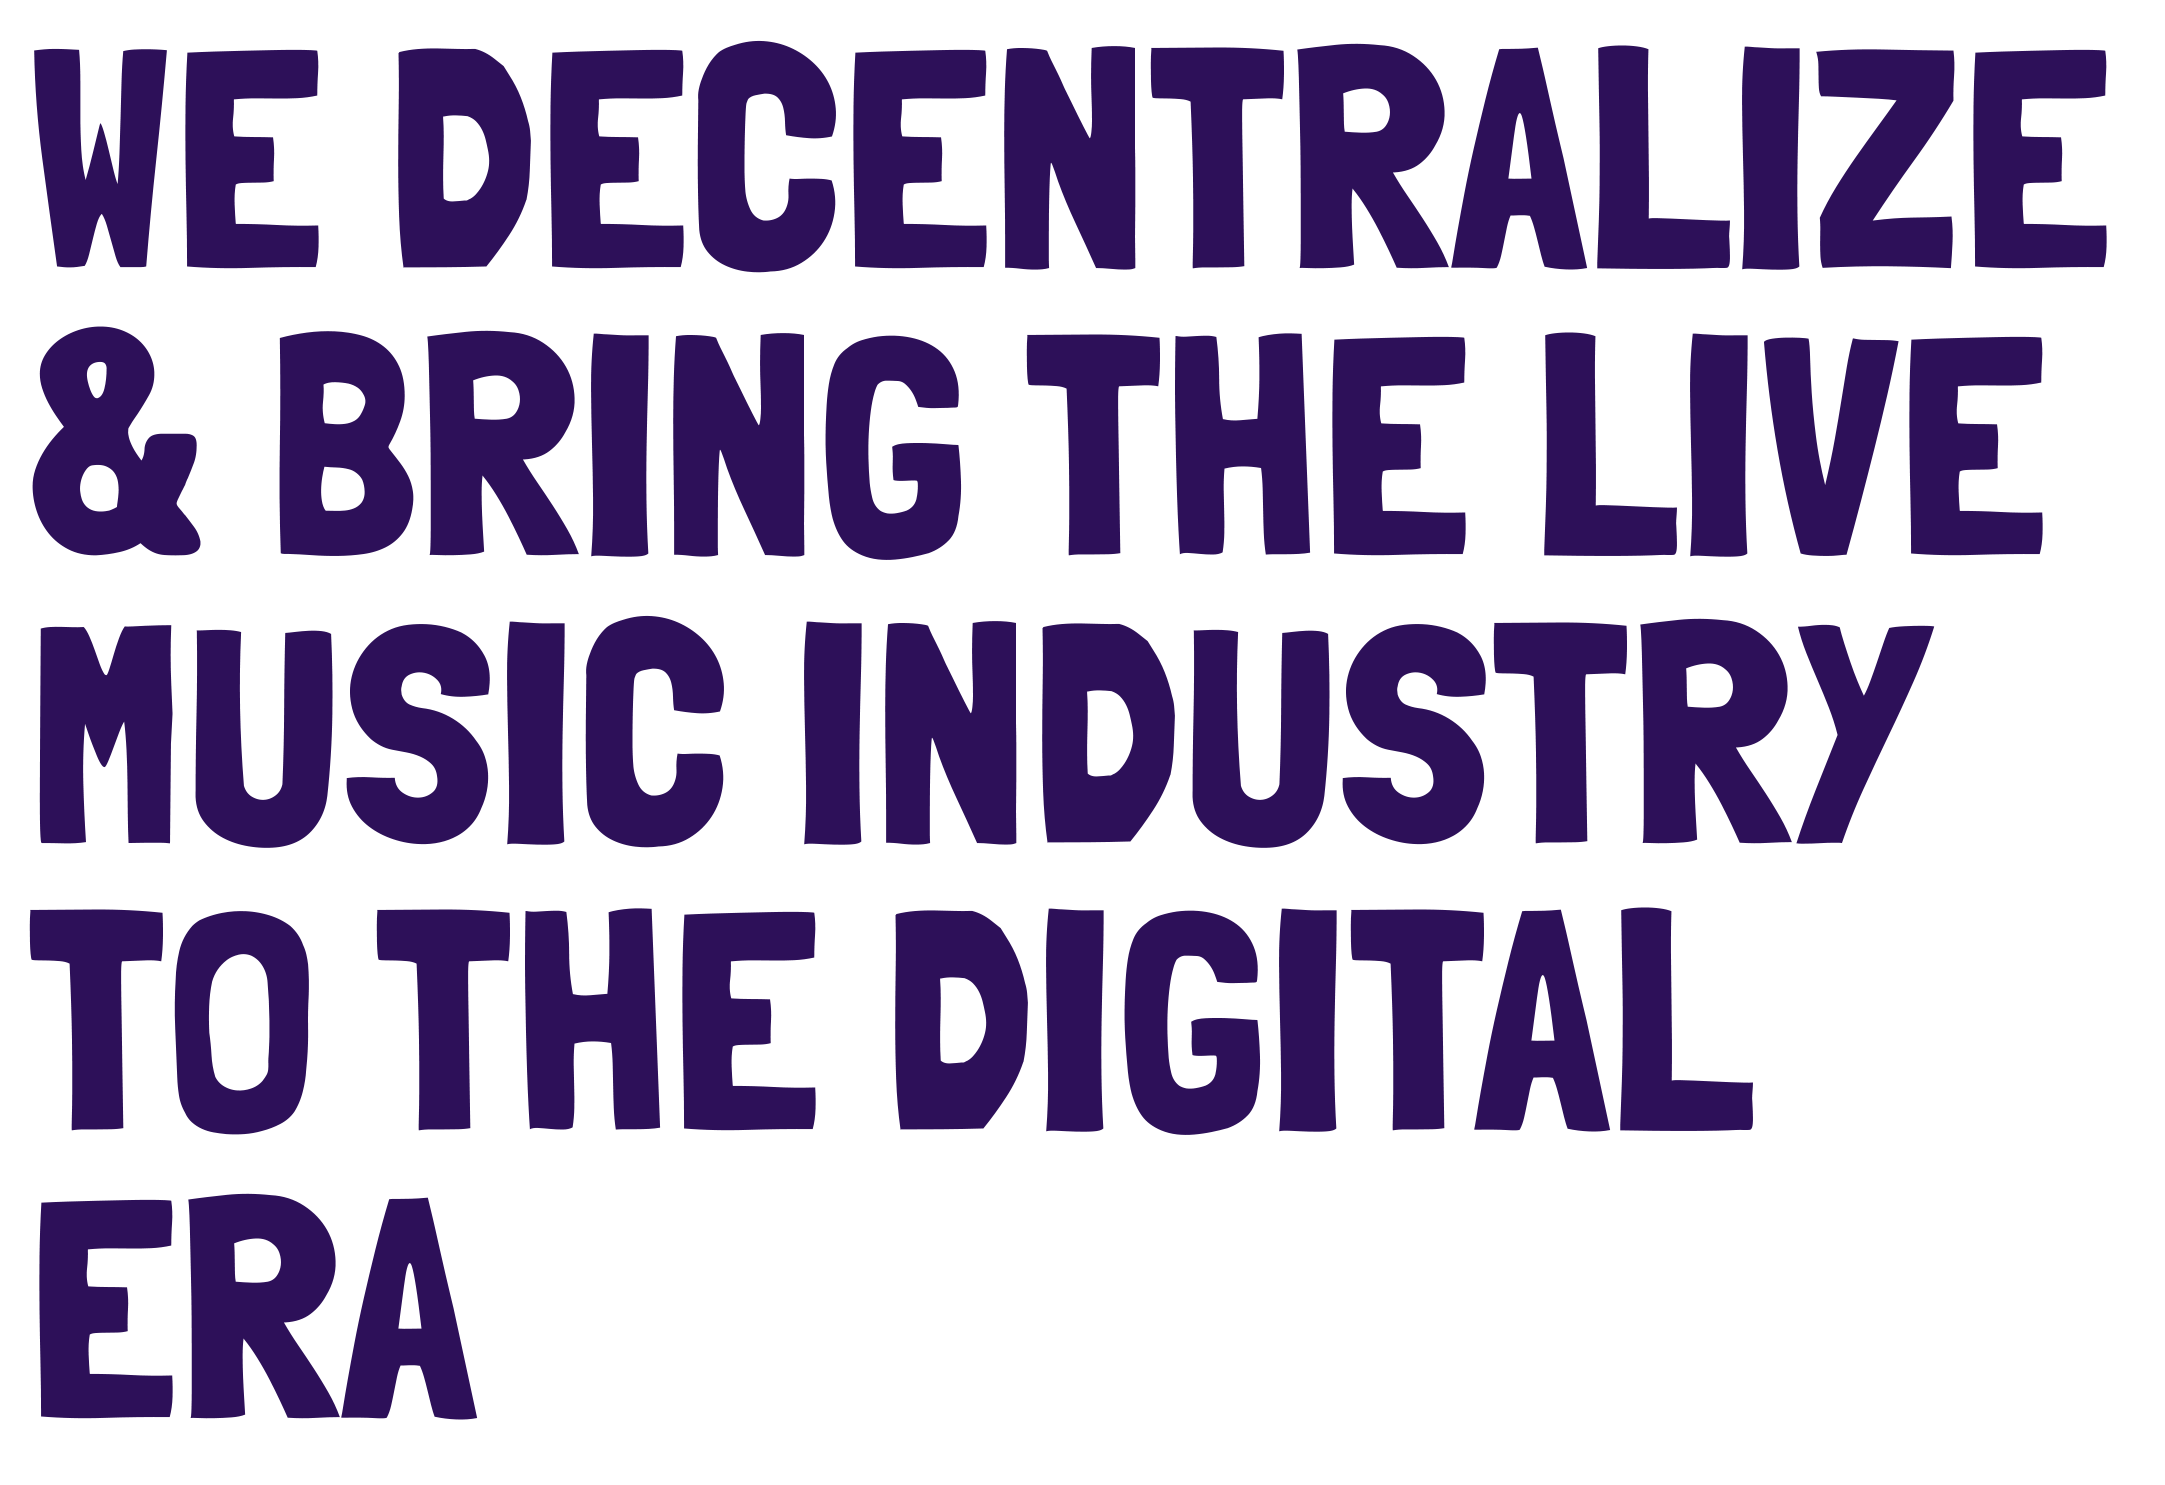 WE DECENTRALIZE
& BRING THE LIVE
MUSIC INDUSTRY
TO THE DIGITAL
ERA